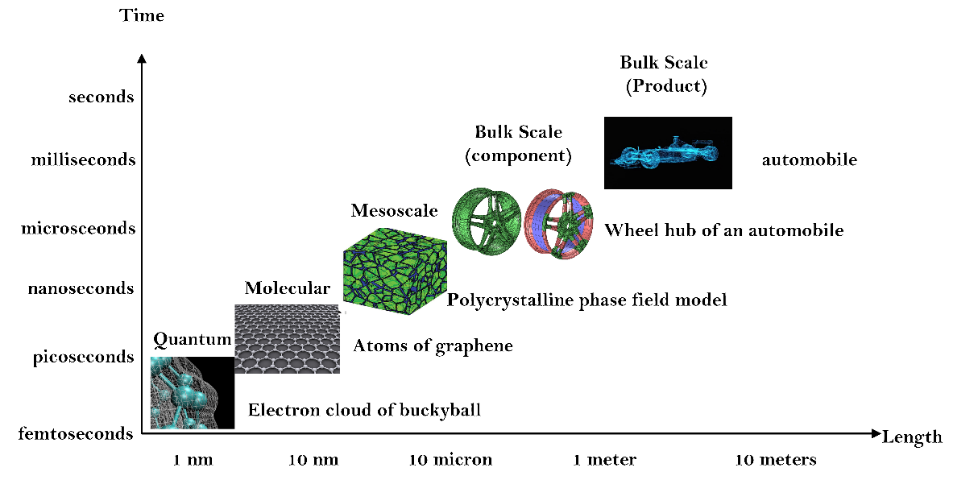 Time
Bulk Scale
(Product)
seconds
Bulk Scale
(component)
milliseconds
automobile
Mesoscale
microsceonds
Wheel hub of an automobile
nanoseconds
Molecular
Polycrystalline phase field model
Quantum
Atoms of graphene
picoseconds
Electron cloud of buckyball
femtoseconds
Length
1 nm
10 nm
10 micron
1 meter
10 meters